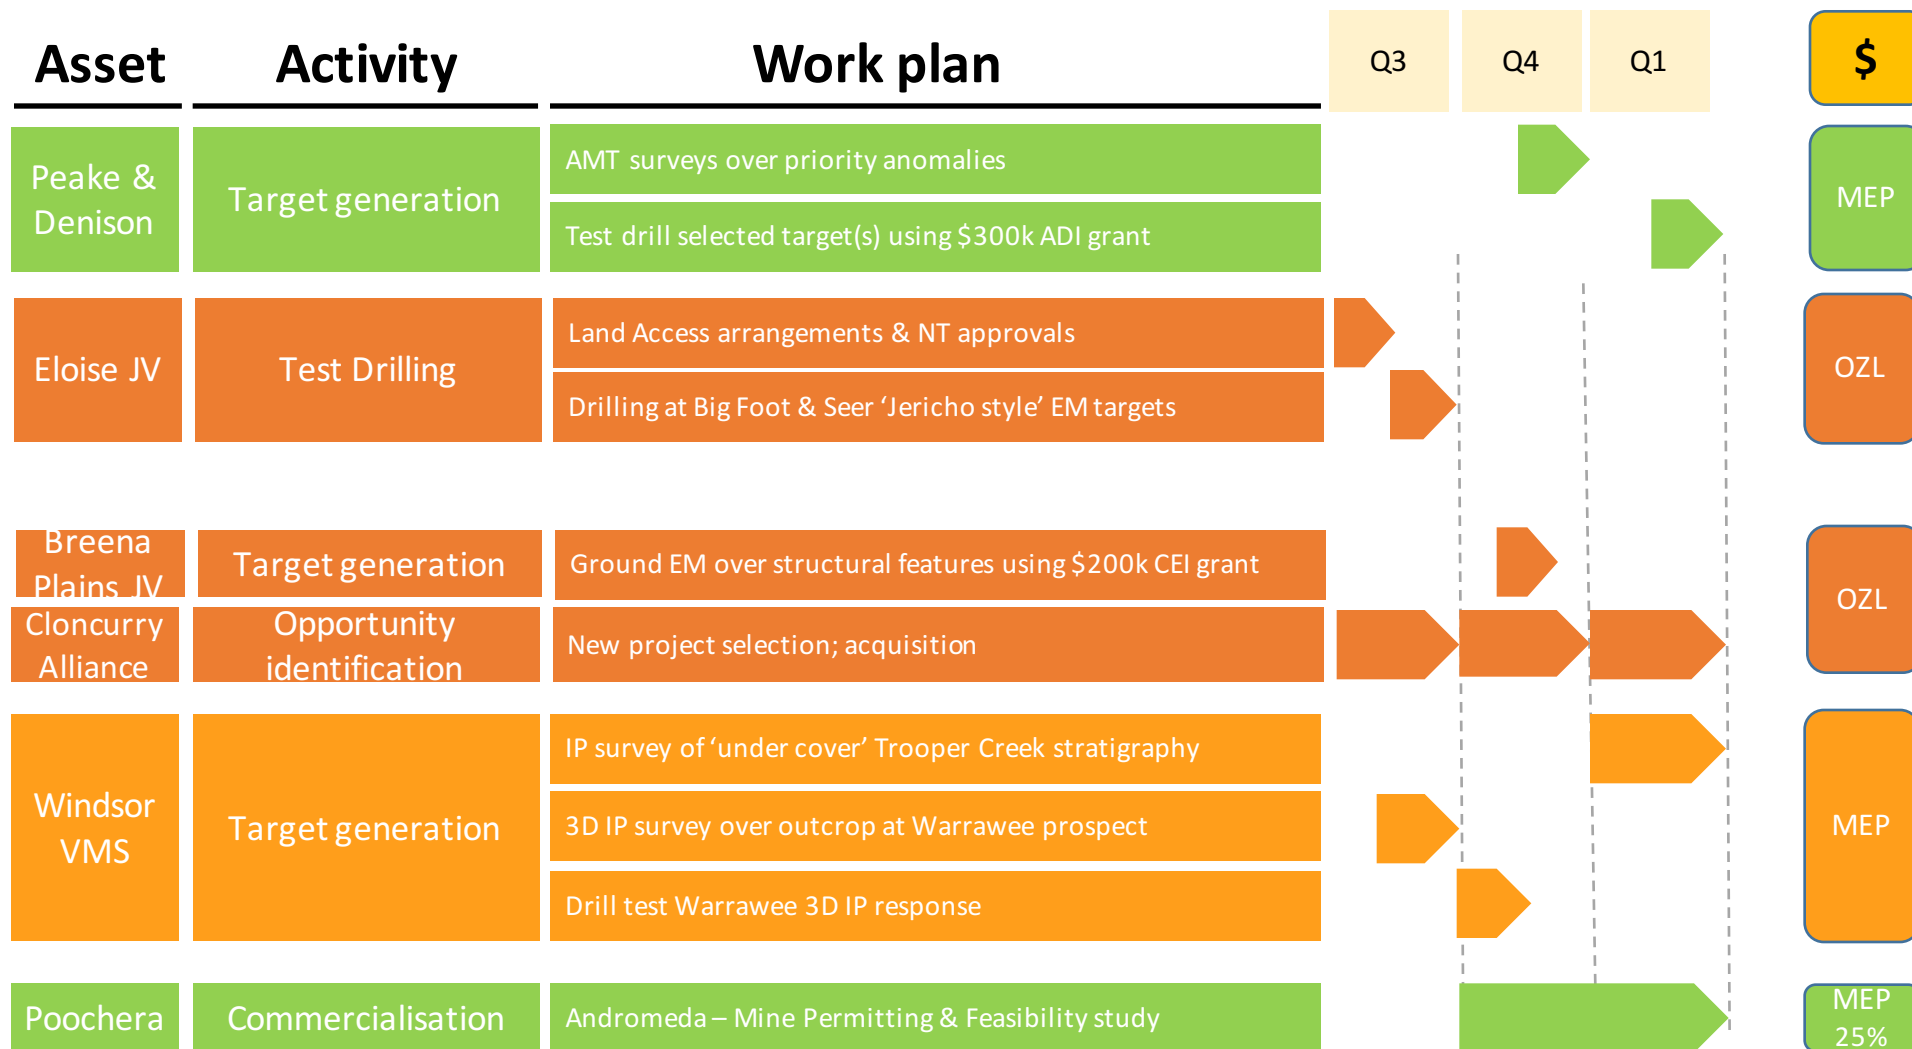 Asset Activity Work plan Q3 Q4 Q1 $
Peake &
Denison
Target generation
AMT surveys over priority anomalies
Test drill selected target(s) using $300k ADI grant
MEP
Eloise JV
Test Drilling
Land Access arrangements & NT approvals
Drilling at Big Foot & Seer ‘Jericho style’ EM targets
OZL
Breena
Plains JV
Target generation
Ground EM over structural features using $200k CEI grant
Cloncurry
Alliance
Opportunity
identification
New project selection; acquisition
OZL
Windsor
VMS
Target generation
IP survey of ‘under cover’ Trooper Creek stratigraphy
3D IP survey over outcrop at Warrawee prospect
Drill test Warrawee 3D IP response
MEP
Poochera
Commercialisation
Andromeda – Mine Permitting & Feasibility study
MEP
25%